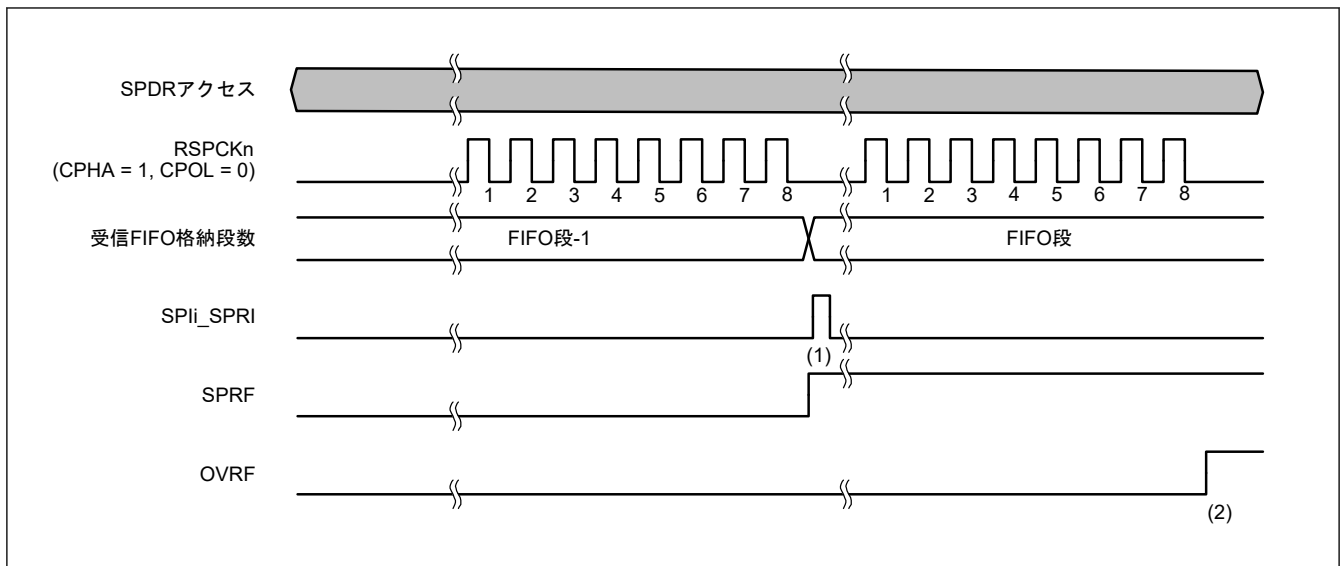 SPDRアクセス
RSPCKn
(CPHA = 1, CPOL = 0)
1 2 3 4 5 6 7 8 1 2 3 4 5 6 7 8
受信FIFO格納段数 FIFO段-1 FIFO段
SPIi_SPRI
(1)
SPRF
OVRF
(2)